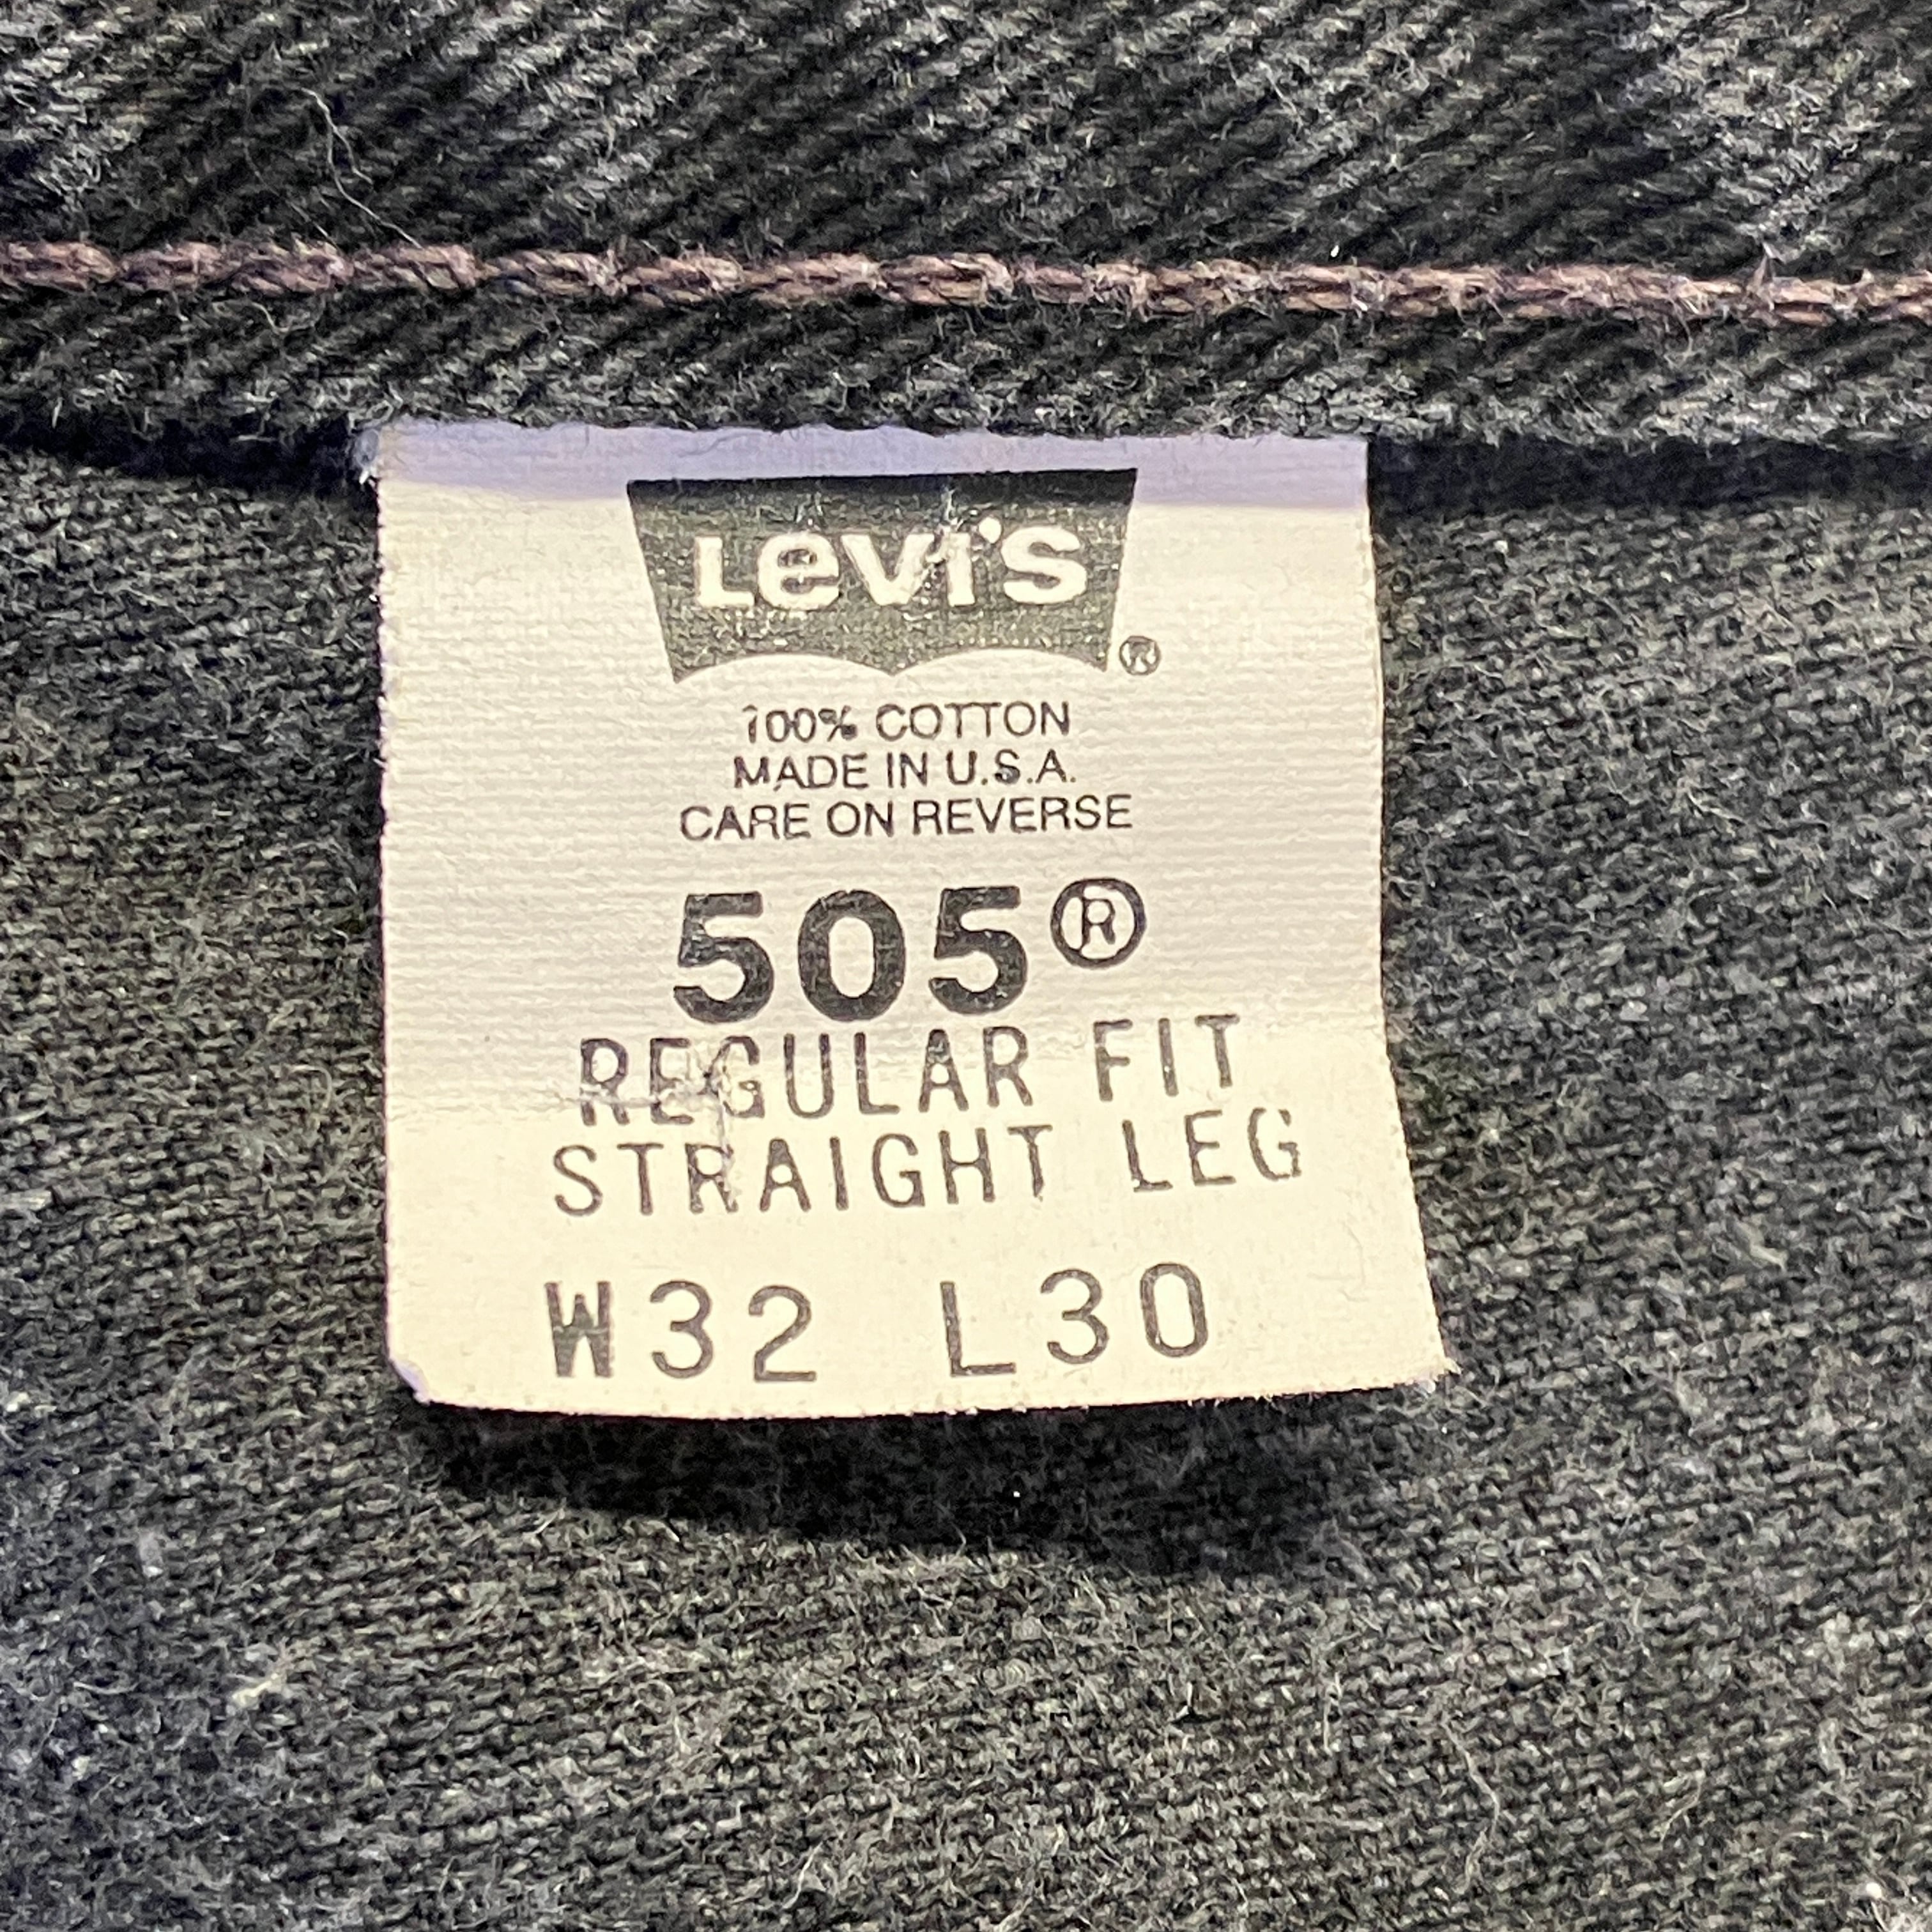 Levi's ®
100% COTTON
MADE IN U.S.A.
CARE ON REVERSE
505®
REGULAR FIT
STRAIGHT LEG
W32 L30